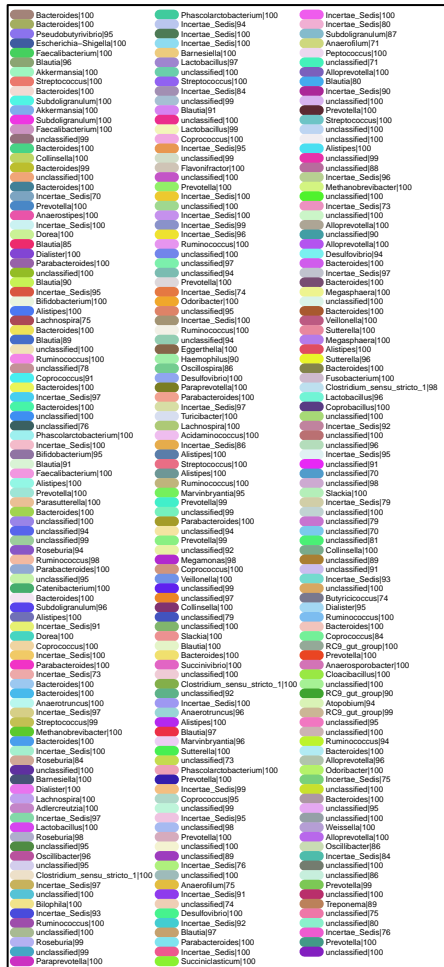 Bacteroides|100
Bacteroides|100
Pseudobutyrivibrio|95
Escherichia-Shigella|100
Faecalibacterium|100
Blautia|96
Akkermansia|100
Streptococcus|100
Bacteroides|100
Subdoligranulum|100
Akkermansia|100
Subdoligranulum|100
Faecalibacterium|100
unclassified|99
Bacteroides|100
Collinsella|100
Bacteroides|99
unclassified|100
Bacteroides|100
Incertae_Sedis|70
Prevotella|100
Anaerostipes|100
Incertae_Sedis|100
Dorea|100
Blautia|85
Dialister|100
Parabacteroides|100
unclassified|100
Blautia|90
Incertae_Sedis|95
Bifidobacterium|100
Alistipes|100
Lachnospira|75
Bacteroides|100
Blautia|89
unclassified|100
Ruminococcus|100
unclassified|78
Coprococcus|91
Bacteroides|100
Incertae_Sedis|97
Bacteroides|100
unclassified|100
unclassified|76
Phascolarctobacterium|100
Incertae_Sedis|100
Bifidobacterium|95
Blautia|91
Faecalibacterium|100
Alistipes|100
Prevotella|100
Parasutterella|100
Bacteroides|100
unclassified|100
unclassified|94
unclassified|99
Roseburia|94
Ruminococcus|98
Parabacteroides|100
unclassified|95
Catenibacterium|100
Bacteroides|100
Subdoligranulum|96
Alistipes|100
Incertae_Sedis|91
Dorea|100
Coprococcus|100
Incertae_Sedis|100
Parabacteroides|100
Incertae_Sedis|73
Bacteroides|100
Bacteroides|100
Anaerotruncus|100
Incertae_Sedis|97
Streptococcus|99
Methanobrevibacter|100
Bacteroides|100
Incertae_Sedis|100
Roseburia|84
unclassified|100
Barnesiella|100
Dialister|100
Lachnospira|100
Adlercreutzia|100
Incertae_Sedis|97
Lactobacillus|100
Roseburia|98
unclassified|95
Oscillibacter|96
unclassified|95
Clostridium_sensu_stricto_1|100
Incertae_Sedis|97
unclassified|100
Bilophila|100
Incertae_Sedis|93
Ruminococcus|100
unclassified|100
Roseburia|99
unclassified|99
Paraprevotella|100
Phascolarctobacterium|100
Incertae_Sedis|94
Incertae_Sedis|100
Incertae_Sedis|100
Barnesiella|100
Lactobacillus|97
unclassified|100
Streptococcus|100
Incertae_Sedis|84
unclassified|99
Blautia|91
unclassified|100
Lactobacillus|99
Coprococcus|100
Incertae_Sedis|95
unclassified|99
Flavonifractor|100
unclassified|100
Prevotella|100
Incertae_Sedis|100
unclassified|100
Incertae_Sedis|100
Incertae_Sedis|99
Incertae_Sedis|96
Ruminococcus|100
unclassified|100
unclassified|97
unclassified|94
Prevotella|100
Incertae_Sedis|74
Odoribacter|100
unclassified|95
Incertae_Sedis|100
Ruminococcus|100
unclassified|94
Eggerthella|100
Haemophilus|90
Oscillospira|86
Desulfovibrio|100
Paraprevotella|100
Parabacteroides|100
Incertae_Sedis|97
Turicibacter|100
Lachnospira|100
Acidaminococcus|100
Incertae_Sedis|86
Alistipes|100
Streptococcus|100
Alistipes|100
Ruminococcus|100
Marvinbryantia|95
Prevotella|99
unclassified|99
Parabacteroides|100
unclassified|94
Prevotella|99
unclassified|92
Megamonas|98
Coprococcus|100
Veillonella|100
unclassified|99
unclassified|97
Collinsella|100
unclassified|79
unclassified|100
Slackia|100
Blautia|100
Bacteroides|100
Succinivibrio|100
unclassified|100
Clostridium_sensu_stricto_1|100
unclassified|92
Incertae_Sedis|100
Anaerotruncus|96
Alistipes|100
Blautia|97
Marvinbryantia|96
Sutterella|100
unclassified|73
Phascolarctobacterium|100
Prevotella|100
Incertae_Sedis|99
Coprococcus|95
unclassified|99
Incertae_Sedis|95
unclassified|98
Prevotella|100
unclassified|100
unclassified|89
Incertae_Sedis|76
unclassified|100
Anaerofilum|75
Incertae_Sedis|91
unclassified|74
Desulfovibrio|100
Incertae_Sedis|92
Blautia|97
Parabacteroides|100
Incertae_Sedis|100
Succiniclasticum|100
Incertae_Sedis|100
Incertae_Sedis|80
Subdoligranulum|87
Anaerofilum|71
Peptococcus|100
unclassified|71
Alloprevotella|100
Blautia|80
Incertae_Sedis|90
unclassified|100
Prevotella|100
Streptococcus|100
unclassified|100
unclassified|100
Alistipes|100
unclassified|99
unclassified|88
Incertae_Sedis|96
Methanobrevibacter|100
unclassified|100
Incertae_Sedis|73
unclassified|100
Alloprevotella|100
unclassified|90
Alloprevotella|100
Desulfovibrio|94
Bacteroides|100
Incertae_Sedis|97
Bacteroides|100
Megasphaera|100
unclassified|100
Bacteroides|100
Veillonella|100
Sutterella|100
Megasphaera|100
Alistipes|100
Sutterella|96
Bacteroides|100
Fusobacterium|100
Clostridium_sensu_stricto_1|98
Lactobacillus|96
Coprobacillus|100
unclassified|100
Incertae_Sedis|92
unclassified|100
unclassified|96
Incertae_Sedis|95
unclassified|91
unclassified|70
unclassified|98
Slackia|100
Incertae_Sedis|79
unclassified|100
unclassified|79
unclassified|70
unclassified|81
Collinsella|100
unclassified|89
unclassified|91
Incertae_Sedis|93
unclassified|100
Butyricicoccus|74
Dialister|95
Ruminococcus|100
Bacteroides|100
Coprococcus|84
RC9_gut_group|100
Prevotella|100
Anaerosporobacter|100
Cloacibacillus|100
unclassified|100
RC9_gut_group|90
Atopobium|94
RC9_gut_group|99
unclassified|95
unclassified|100
Ruminococcus|94
Bacteroides|100
Alloprevotella|96
Odoribacter|100
Incertae_Sedis|75
unclassified|100
Bacteroides|100
unclassified|95
unclassified|100
Weissella|100
Alloprevotella|100
Oscillibacter|86
Incertae_Sedis|84
unclassified|100
unclassified|86
Prevotella|99
Treponema|89
unclassified|75
unclassified|80
Incertae_Sedis|76
Prevotella|100
unclassified|100